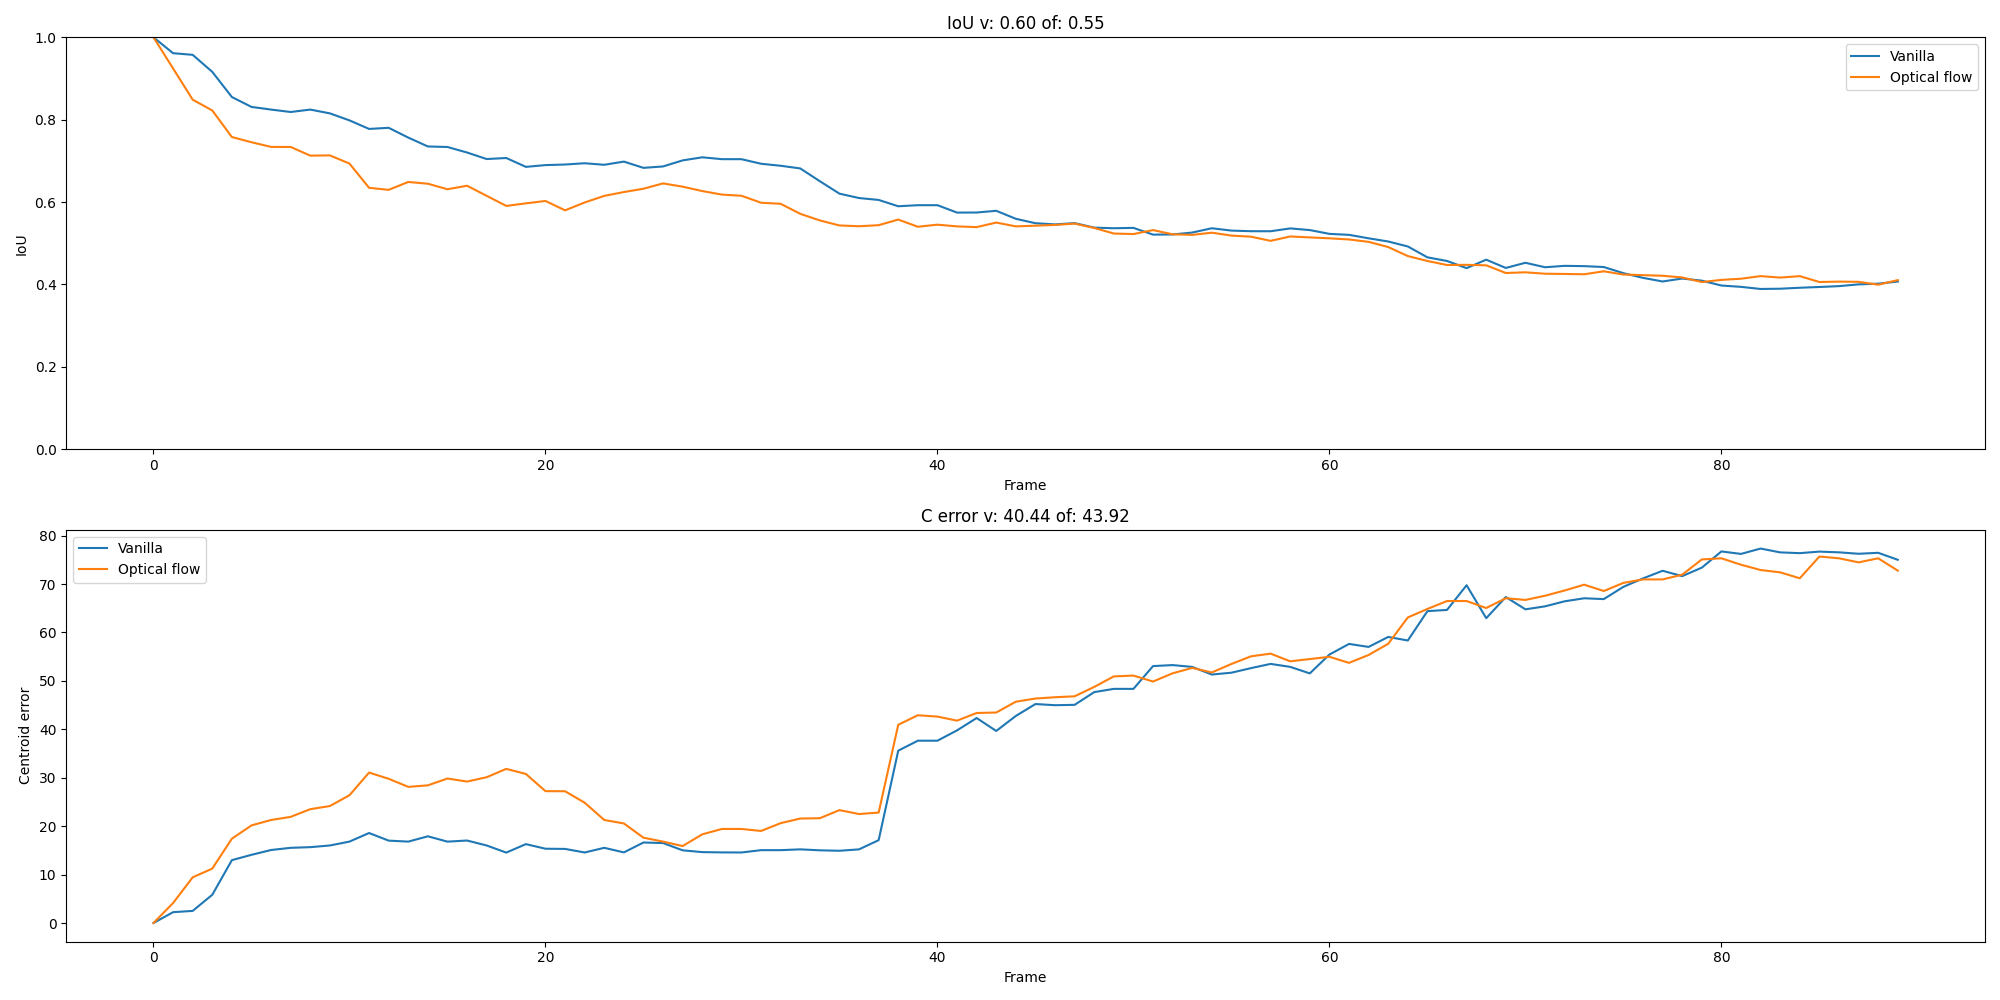 IoU v: 0.60 of: 0.55
1.0
0.8
0.6
0.4
0.2
0.0
IoU
Vanilla
Optical flow
0 20 40 60 80
Frame
C error v: 40.44 of: 43.92
80
70
60
50
40
30
20
10
0
Centroid error
Vanilla
Optical flow
0 20 40 60 80
Frame